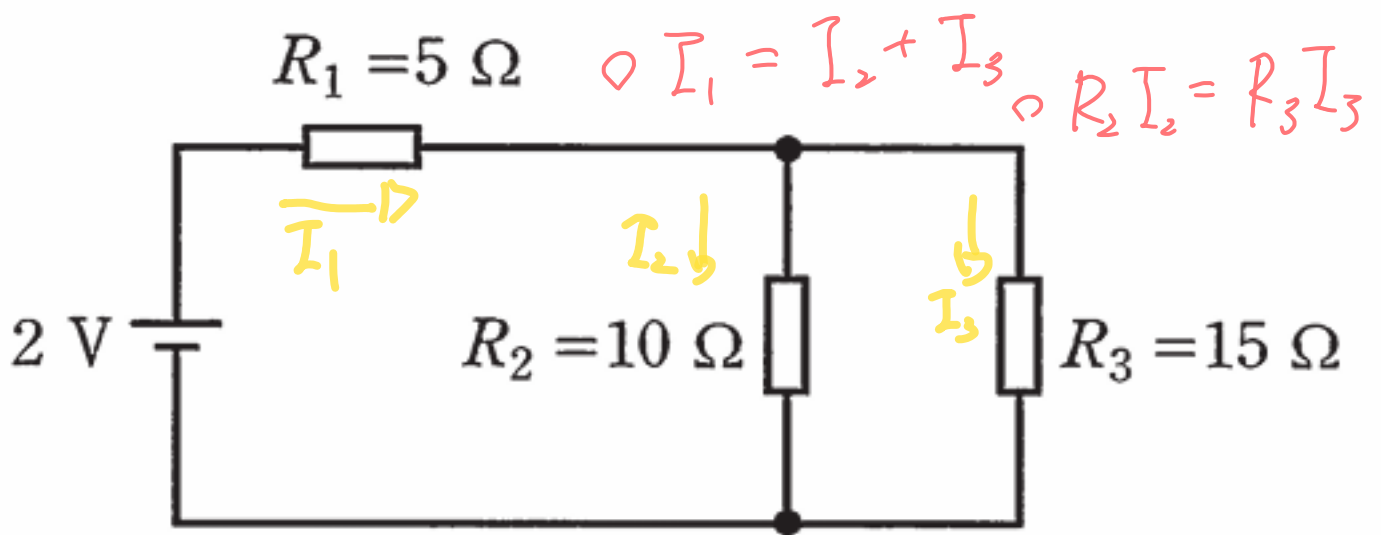 R₁ =5 Ω
○ I₁ = I₂ + I₃
○ R₂I₂ = R₃I₃
I₁
I₂
I₃
2 V
R₂ =10 Ω
R₃ =15 Ω